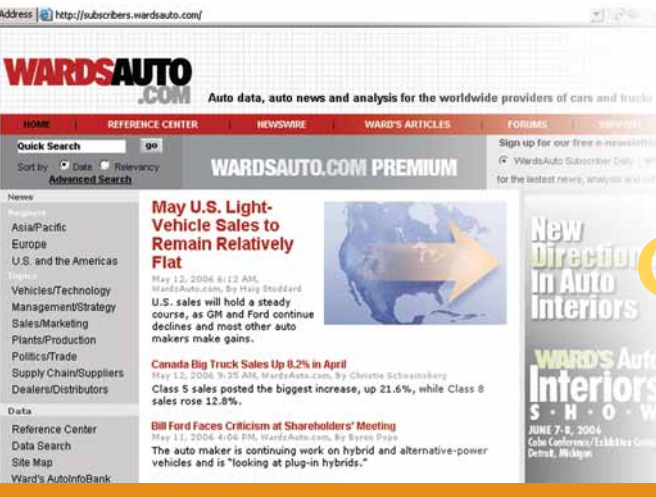 Address http://subscribers.wardsauto.com/
WARDSAUTO
.COM
Auto data, auto news and analysis for the worldwide providers of cars and trucks
HOME REFERENCE CENTER NEWSWIRE WARD'S ARTICLES FORUMS SUPPORT
Quick Search go
Sort by Date Relevancy
Advanced Search
WARDSAUTO.COM PREMIUM
Sign up for our free e-newsletter
WardsAuto Subscriber Daily
for the lastest news, analysis and
News
Regions
Asia/Pacific
Europe
U.S. and the Americas
Topics
Vehicles/Technology
Management/Strategy
Sales/Marketing
Plants/Production
Politics/Trade
Supply Chain/Suppliers
Dealers/Distributors
Data
Reference Center
Data Search
Site Map
Ward's AutoInfoBank
May U.S. Light-
Vehicle Sales to
Remain Relatively
Flat
May 12, 2006 6:12 AM,
WardsAuto.com, By Haig Stoddard
U.S. sales will hold a steady
course, as GM and Ford continue
declines and most other auto
makers make gains.
Canada Big Truck Sales Up 8.2% in April
May 12, 2006 9:35 AM, WardsAuto.com, By Christie Schweinsberg
Class 5 sales posted the biggest increase, up 21.6%, while Class 8
sales rose 12.8%.
Bill Ford Faces Criticism at Shareholders' Meeting
May 11, 2006 4:06 PM, WardsAuto.com, By Byron Pope
The auto maker is continuing work on hybrid and alternative-power
vehicles and is "looking at plug-in hybrids."
New
Direction
In Auto
Interiors
WARD'S Auto
Interiors
S • H • O • W
JUNE 7-8, 2006
Cobo Conference/Exhibition Center
Detroit, Michigan